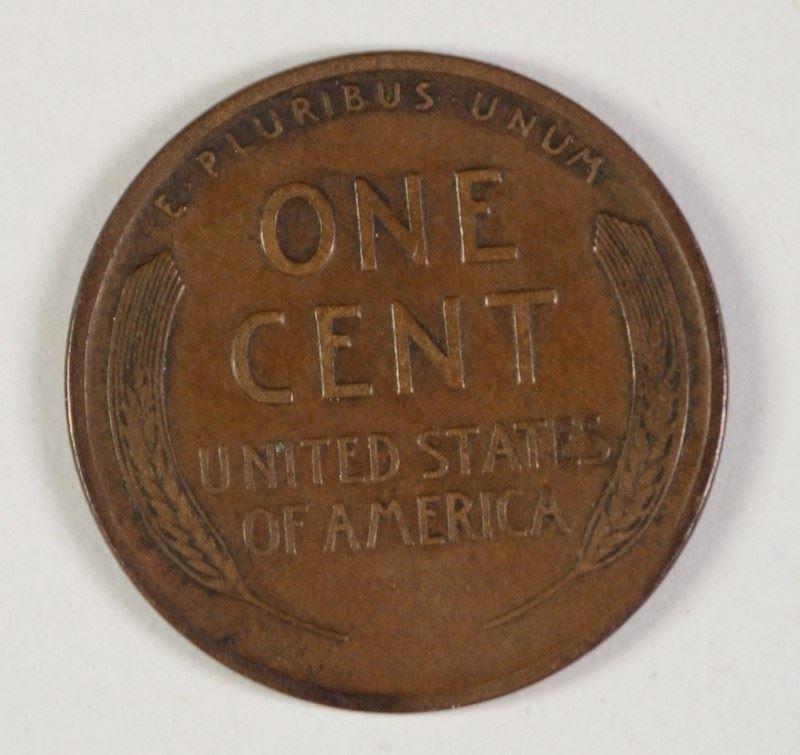 E·PLURIBUS·UNUM
ONE
CENT
UNITED STATES
OF AMERICA